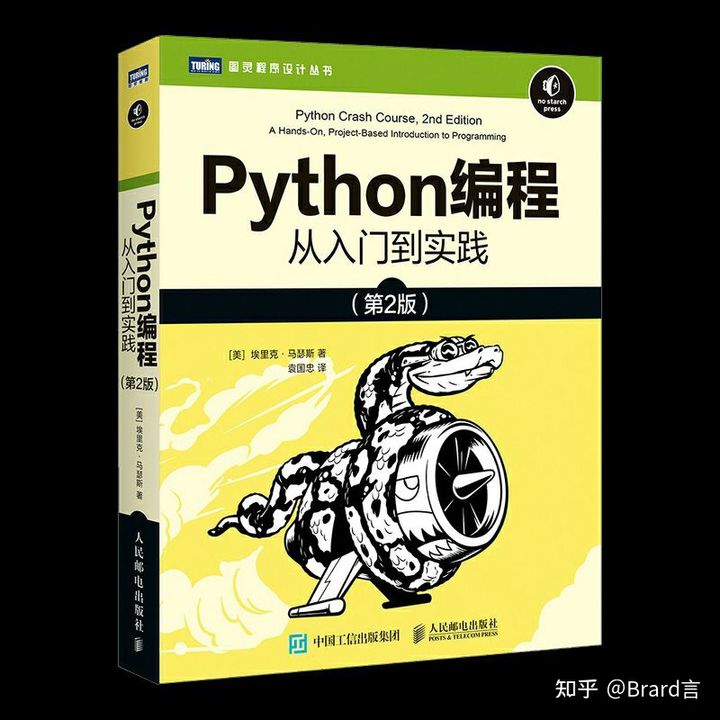 TURING
图灵程序设计丛书
no starch
press
Python Crash Course, 2nd Edition
A Hands-On, Project-Based Introduction to Programming
Python编程
从入门到实践
（第2版）
[美] 埃里克·马瑟斯 著
袁国忠 译
中国工信出版集团
人民邮电出版社
POSTS & TELECOM PRESS
TURING
Python编程
从入门到实践
（第2版）
[美] 埃里克·马瑟斯 著
人民邮电出版社
知乎 @Brard言